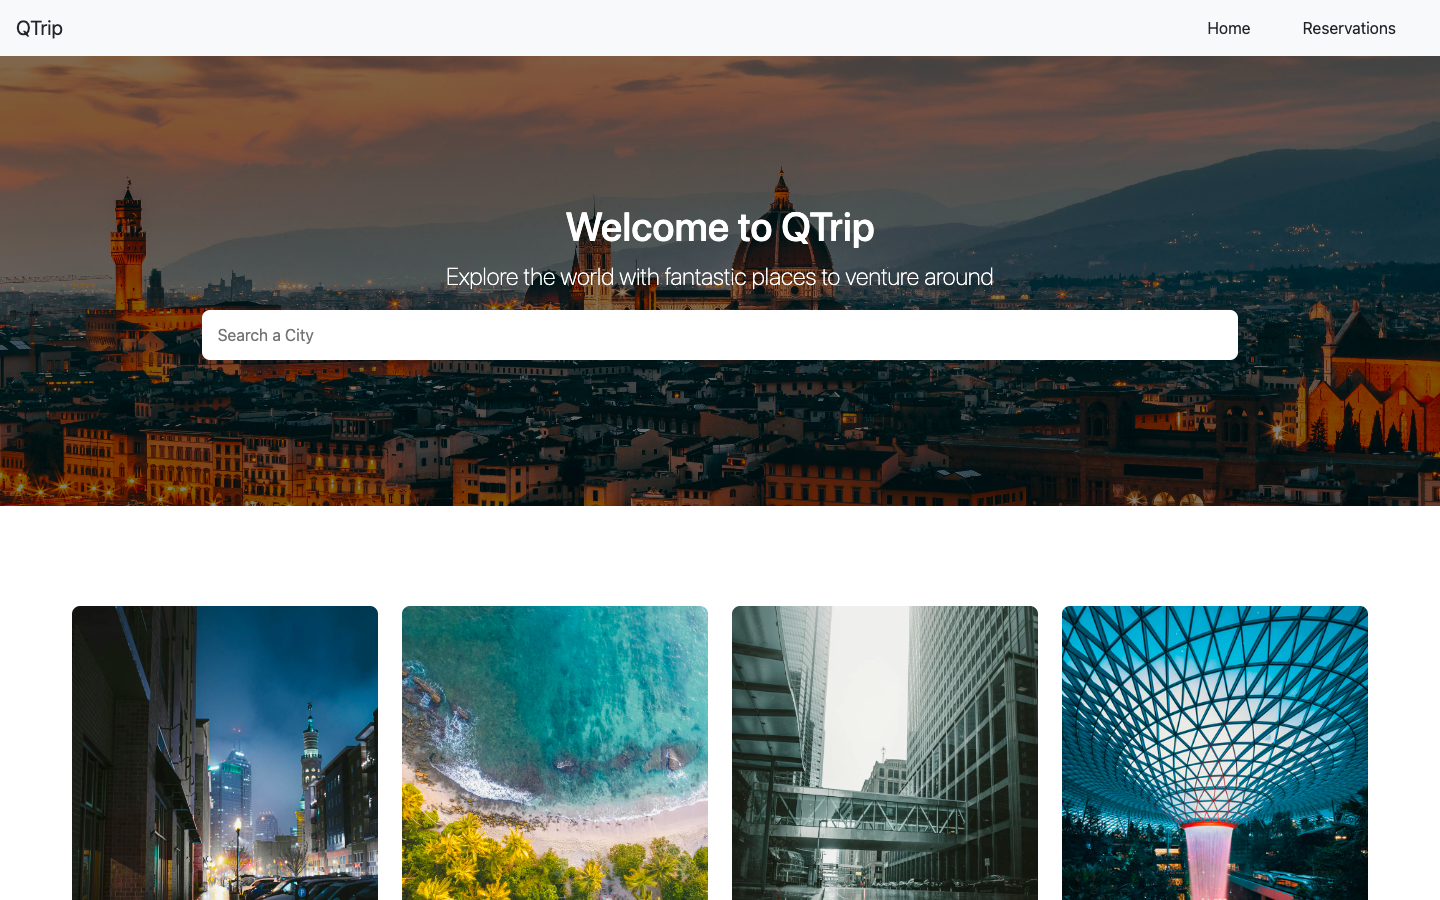 QTrip
Home
Reservations
Welcome to QTrip
Explore the world with fantastic places to venture around
Search a City